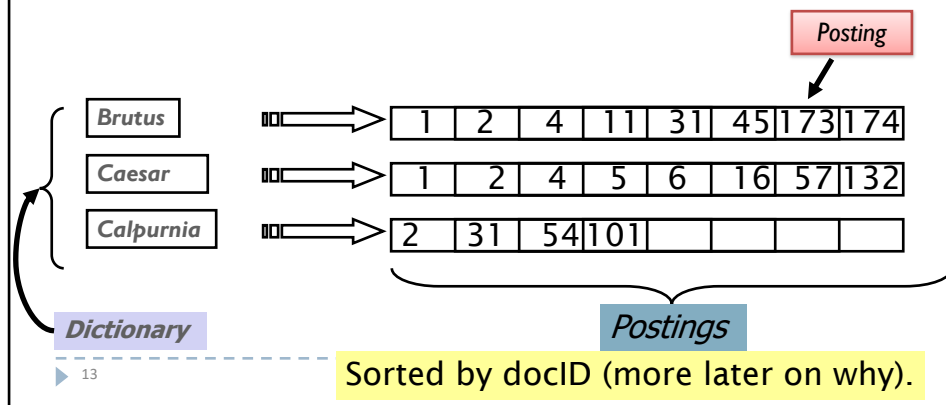 Posting
Brutus 1 2 4 11 31 45 173 174
Caesar 1 2 4 5 6 16 57 132
Calpurnia 2 31 54 101
Dictionary Postings
13 Sorted by docID (more later on why).